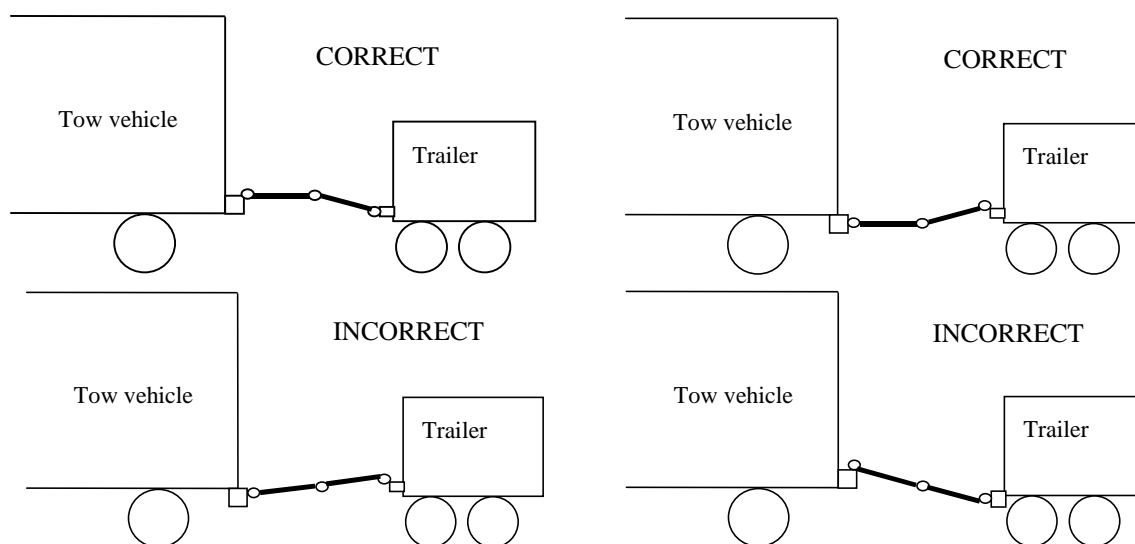 CORRECT
Tow vehicle
Trailer
CORRECT
Tow vehicle
Trailer
INCORRECT
Tow vehicle
Trailer
INCORRECT
Tow vehicle
Trailer